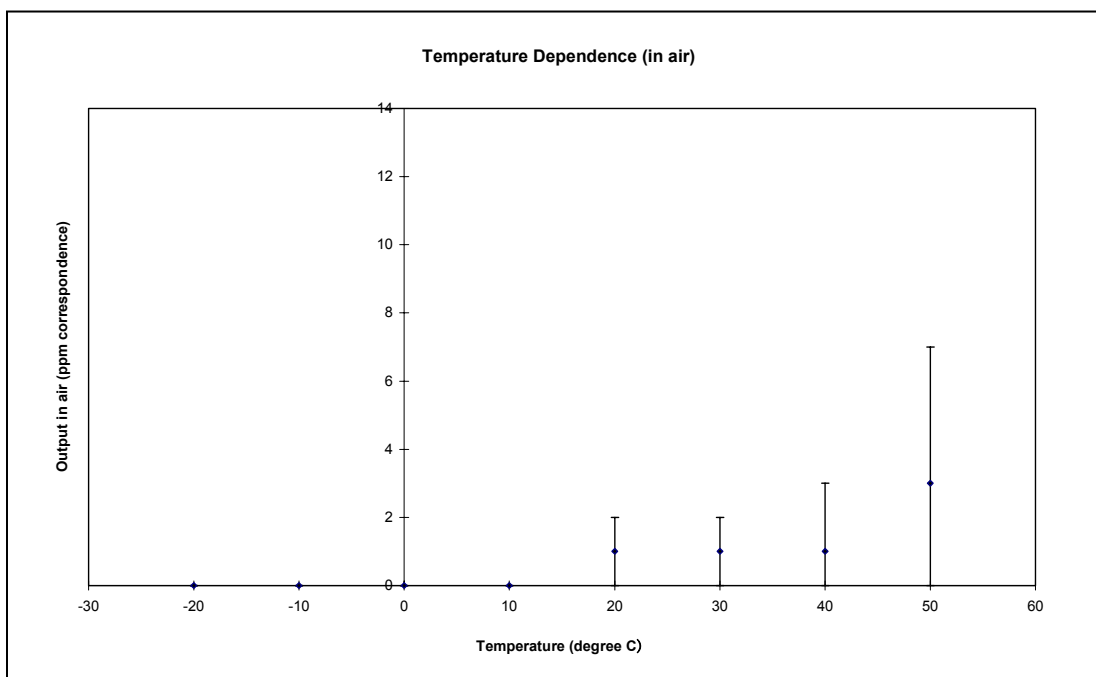 Temperature Dependence (in air)
14
12
10
8
6
4
2
0
Output in air (ppm correspondence)
-30 -20 -10 0 10 20 30 40 50 60
Temperature (degree C)